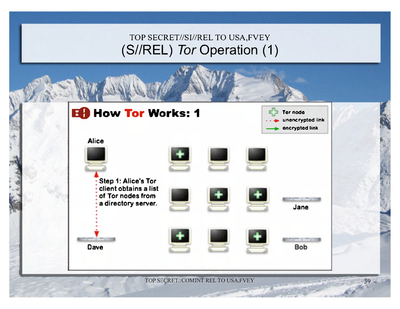 TOP SECRET//SI//REL TO USA,FVEY
(S//REL) Tor Operation (1)
How Tor Works: 1
Tor node
unencrypted link
encrypted link
Alice
Step 1: Alice's Tor
client obtains a list
of Tor nodes from
a directory server.
Jane
Dave
Bob
TOP SECRET//COMINT REL TO USA,FVEY
59